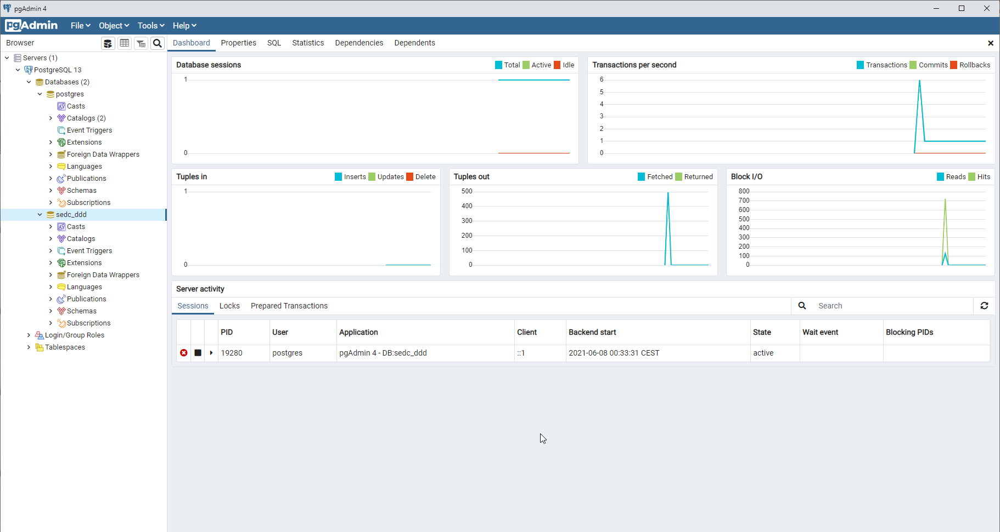 pgAdmin 4
pgAdmin File Object Tools Help
Browser
Dashboard Properties SQL Statistics Dependencies Dependents
Servers (1)
PostgreSQL 13
Databases (2)
postgres
Casts
Catalogs (2)
Event Triggers
Extensions
Foreign Data Wrappers
Languages
Publications
Schemas
Subscriptions
sedc_ddd
Casts
Catalogs
Event Triggers
Extensions
Foreign Data Wrappers
Languages
Publications
Schemas
Subscriptions
Login/Group Roles
Tablespaces
Database sessions Total Active Idle
1
0
Transactions per second Transactions Commits Rollbacks
6
5
4
3
2
1
0
Tuples in Inserts Updates Delete
1
0
Tuples out Fetched Returned
500
400
300
200
100
0
Block I/O Reads Hits
800
700
600
500
400
300
200
100
0
Server activity
Sessions Locks Prepared Transactions Search
PID User Application Client Backend start State Wait event Blocking PIDs
19280 postgres pgAdmin 4 - DB:sedc_ddd ::1 2021-06-08 00:33:31 CEST active